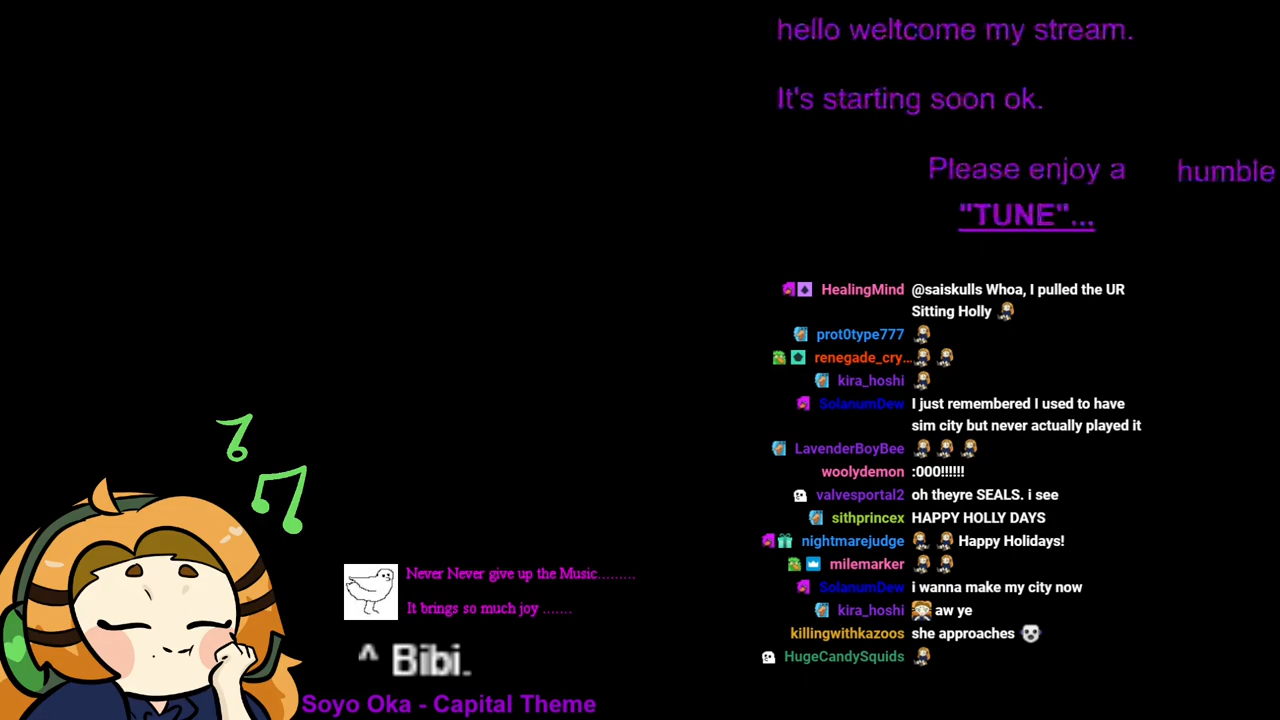 hello weltcome my stream.
It's starting soon ok.
Please enjoy a humble
"TUNE"...
HealingMind @saiskulls Whoa, I pulled the UR
Sitting Holly
prot0type777
renegade_cry...
kira_hoshi
SolanumDew I just remembered I used to have
sim city but never actually played it
LavenderBoyBee
woolydemon :000!!!!!!
valvesportal2 oh theyre SEALS. i see
sithprincex HAPPY HOLLY DAYS
nightmarejudge Happy Holidays!
milemarker
SolanumDew i wanna make my city now
kira_hoshi aw ye
killingwithkazoos she approaches
HugeCandySquids
Never Never give up the Music.........
It brings so much joy .......
^ Bibi.
Soyo Oka - Capital Theme